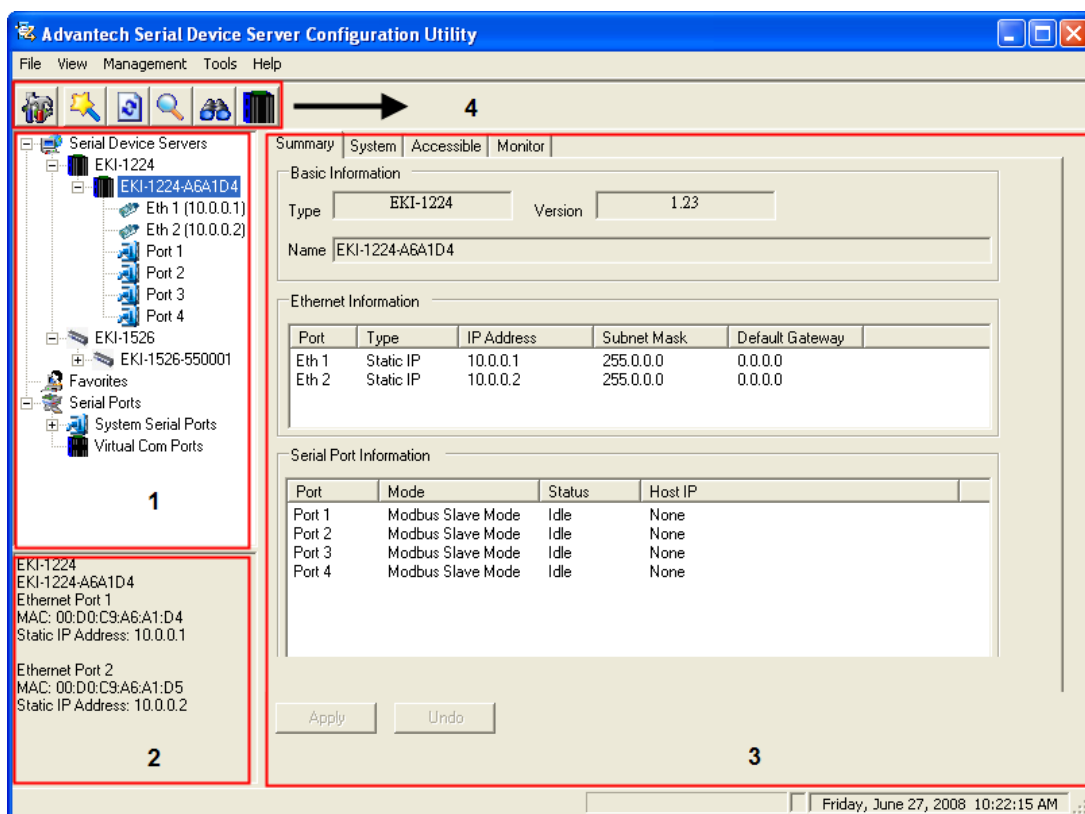 Advantech Serial Device Server Configuration Utility
File View Management Tools Help
4
Serial Device Servers
EKI-1224
EKI-1224-A6A1D4
Eth 1 (10.0.0.1)
Eth 2 (10.0.0.2)
Port 1
Port 2
Port 3
Port 4
EKI-1526
EKI-1526-550001
Favorites
Serial Ports
System Serial Ports
Virtual Com Ports
1
EKI-1224
EKI-1224-A6A1D4
Ethernet Port 1
MAC: 00:D0:C9:A6:A1:D4
Static IP Address: 10.0.0.1
Ethernet Port 2
MAC: 00:D0:C9:A6:A1:D5
Static IP Address: 10.0.0.2
2
Summary System Accessible Monitor
Basic Information
Type EKI-1224 Version 1.23
Name EKI-1224-A6A1D4
Ethernet Information
Port Type IP Address Subnet Mask Default Gateway
Eth 1 Static IP 10.0.0.1 255.0.0.0 0.0.0.0
Eth 2 Static IP 10.0.0.2 255.0.0.0 0.0.0.0
Serial Port Information
Port Mode Status Host IP
Port 1 Modbus Slave Mode Idle None
Port 2 Modbus Slave Mode Idle None
Port 3 Modbus Slave Mode Idle None
Port 4 Modbus Slave Mode Idle None
Apply Undo
3
Friday, June 27, 2008 10:22:15 AM